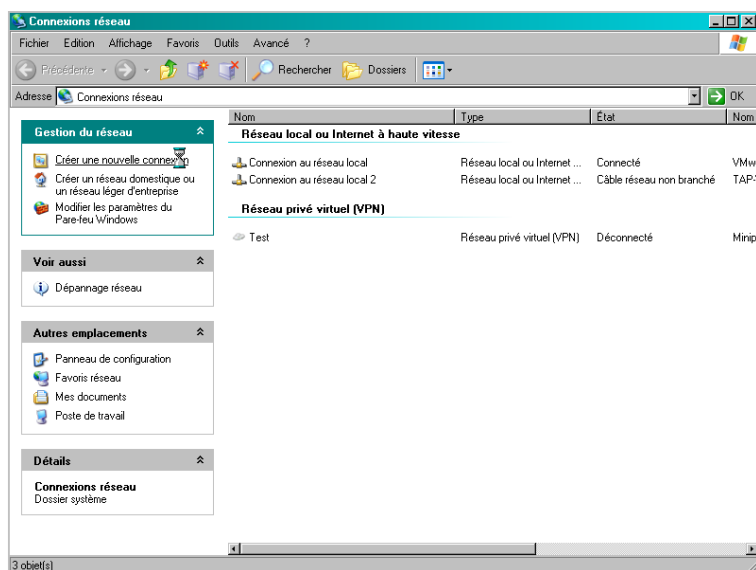 Connexions réseau
Fichier Edition Affichage Favoris Outils Avancé ?
Précédente Rechercher Dossiers
Adresse Connexions réseau OK
Gestion du réseau
Créer une nouvelle connexion
Créer un réseau domestique ou
un réseau léger d'entreprise
Modifier les paramètres du
Pare-feu Windows
Voir aussi
Dépannage réseau
Autres emplacements
Panneau de configuration
Favoris réseau
Mes documents
Poste de travail
Détails
Connexions réseau
Dossier système
Nom Type État Nom
Réseau local ou Internet à haute vitesse
Connexion au réseau local Réseau local ou Internet ... Connecté VMw
Connexion au réseau local 2 Réseau local ou Internet ... Câble réseau non branché TAP-
Réseau privé virtuel (VPN)
Test Réseau privé virtuel (VPN) Déconnecté Minip
3 objet(s)